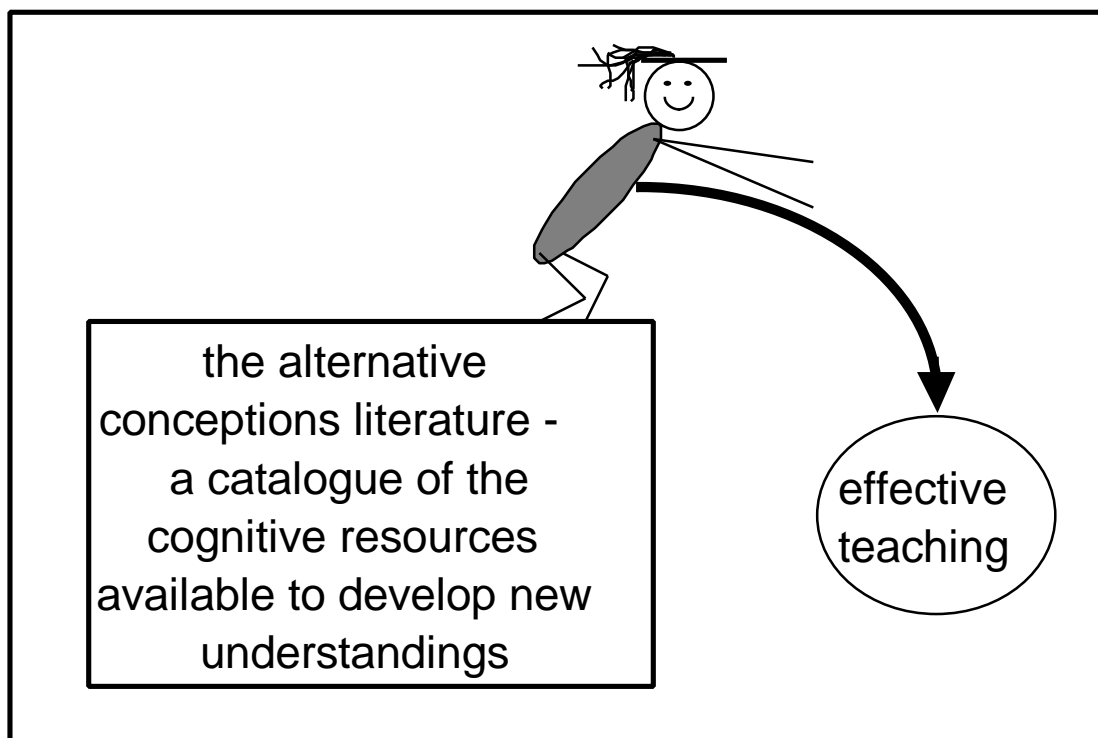 the alternative
conceptions literature -
a catalogue of the
cognitive resources
available to develop new
understandings
effective
teaching